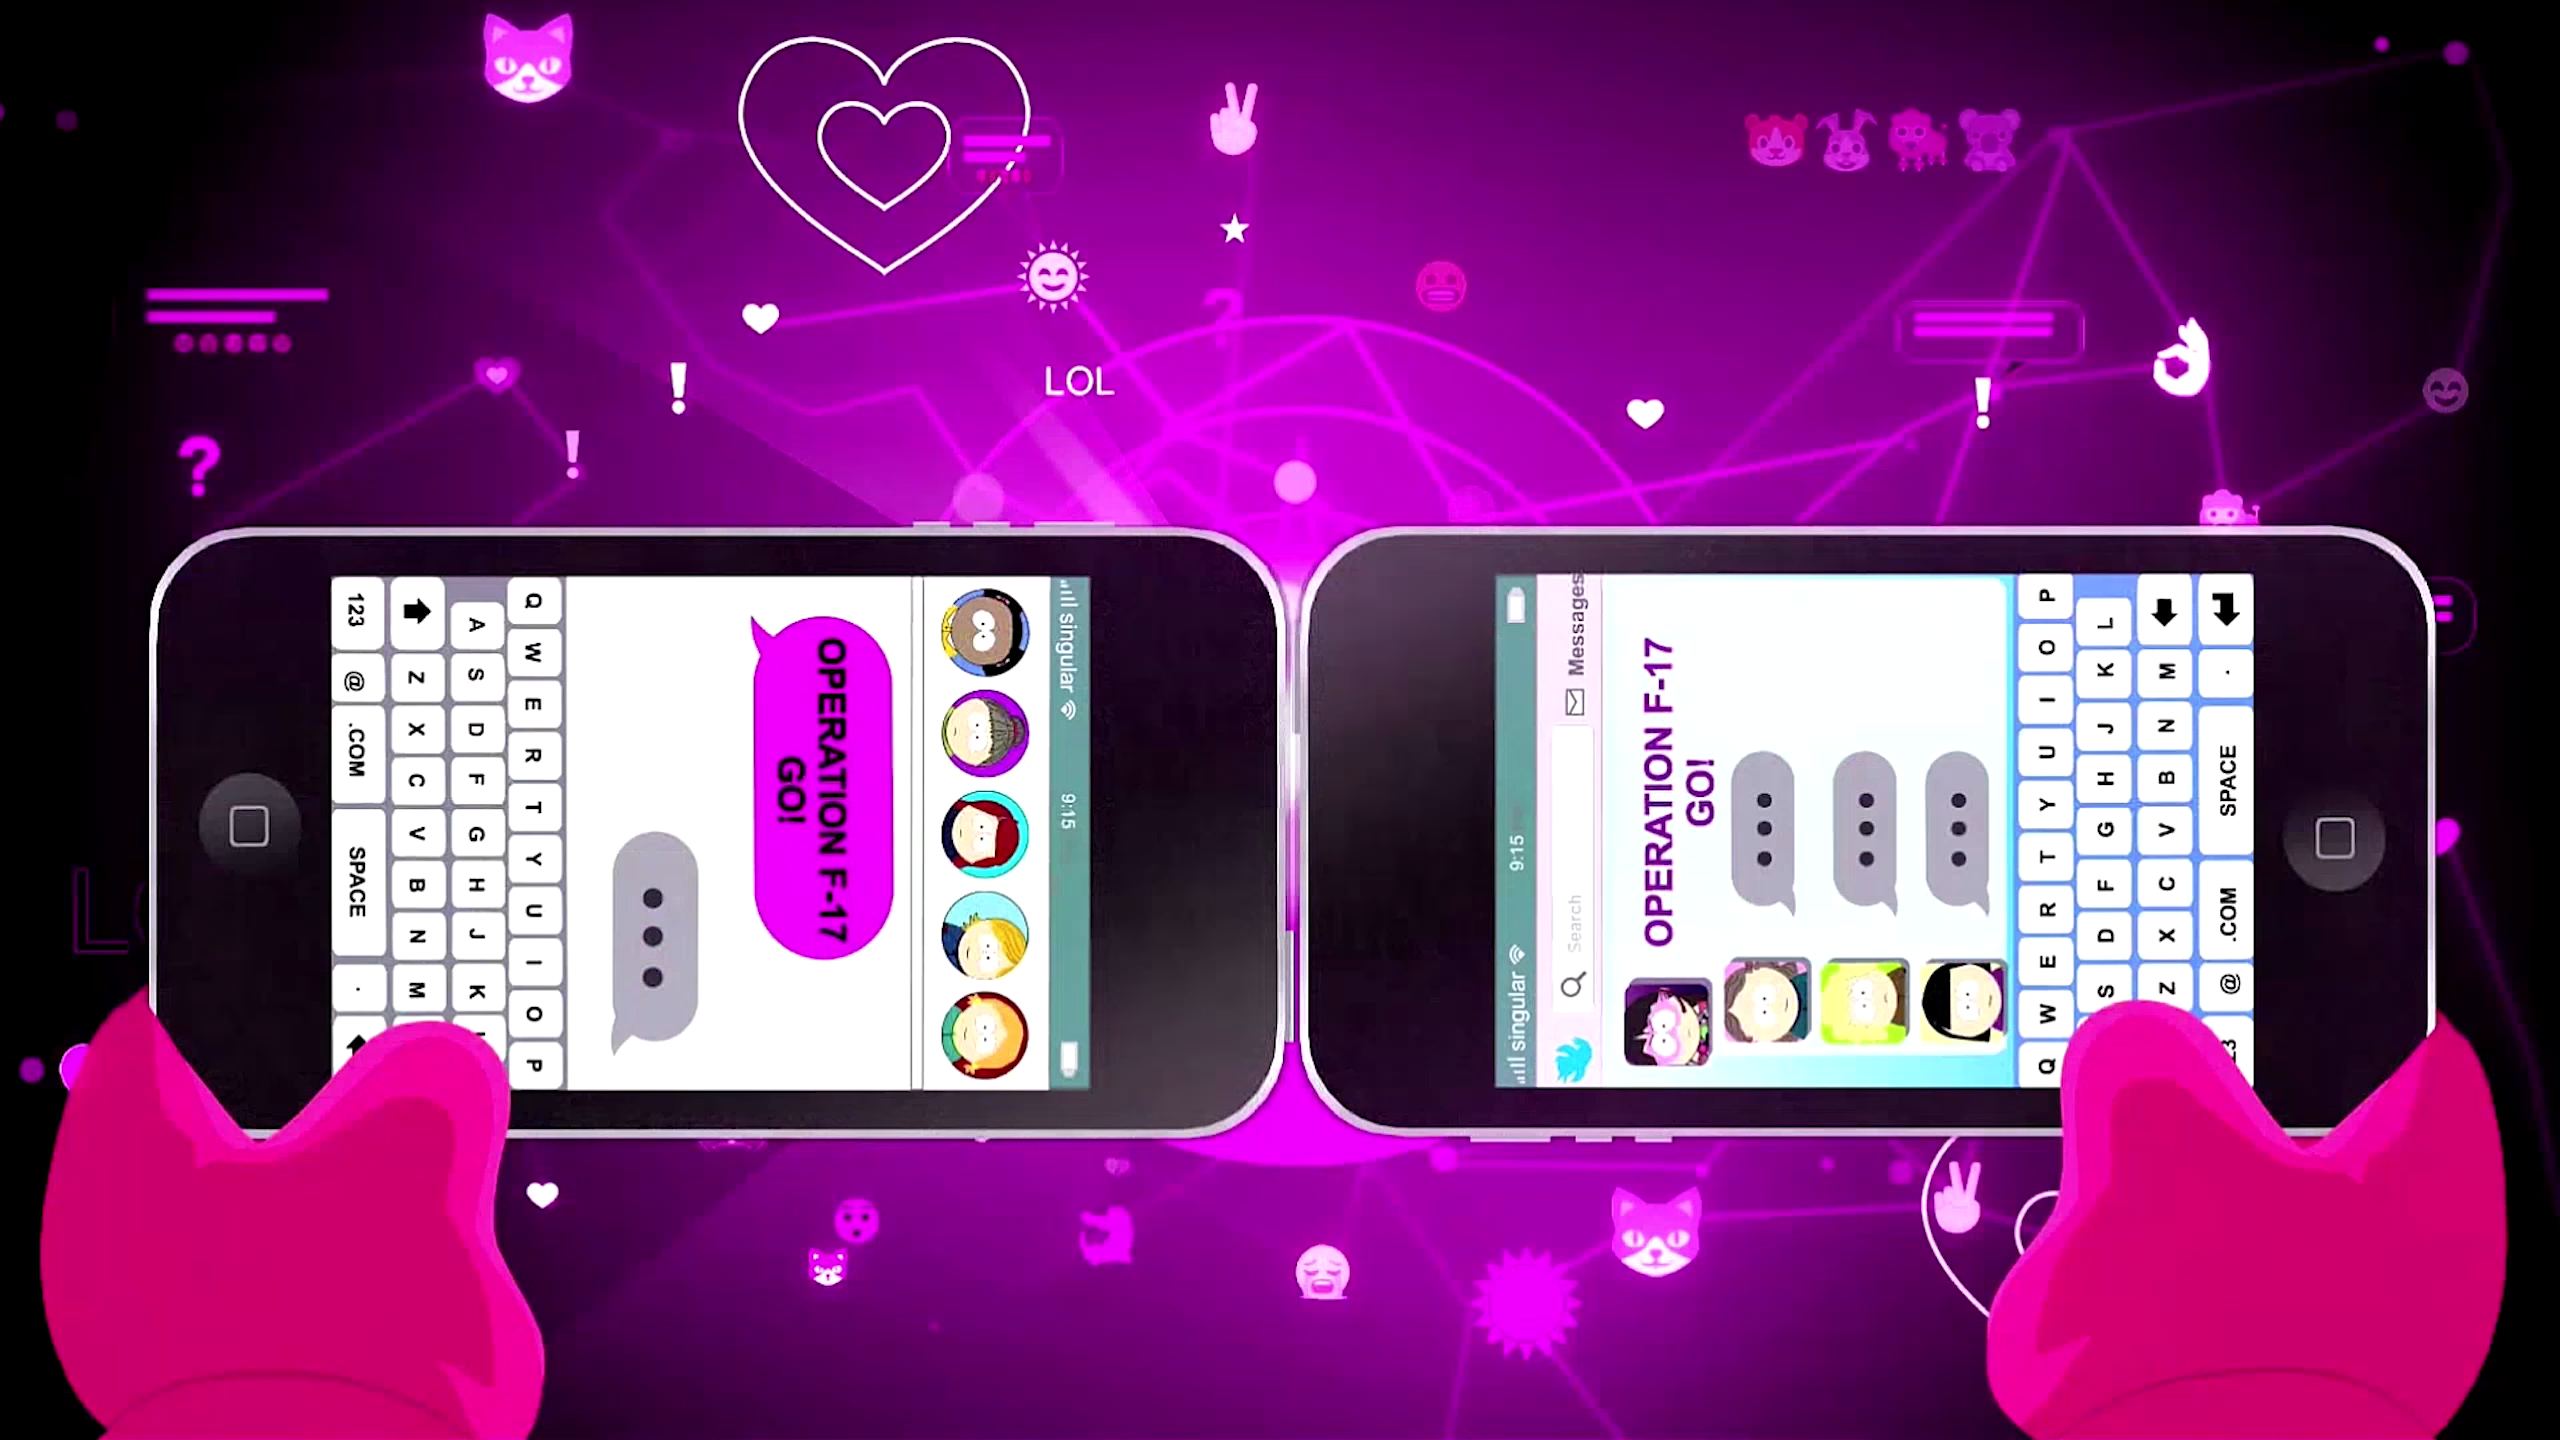 LOL
singular
9:15
OPERATION F-17
GO!
Q W E R T Y U I O P
A S D F G H J K
Z X C V B N M
123 @ .COM SPACE .
singular
9:15
Search
Messages
OPERATION F-17
GO!
Q W E R T Y U I O P
S D F G H J K L
Z X C V B N M
@ .COM SPACE .